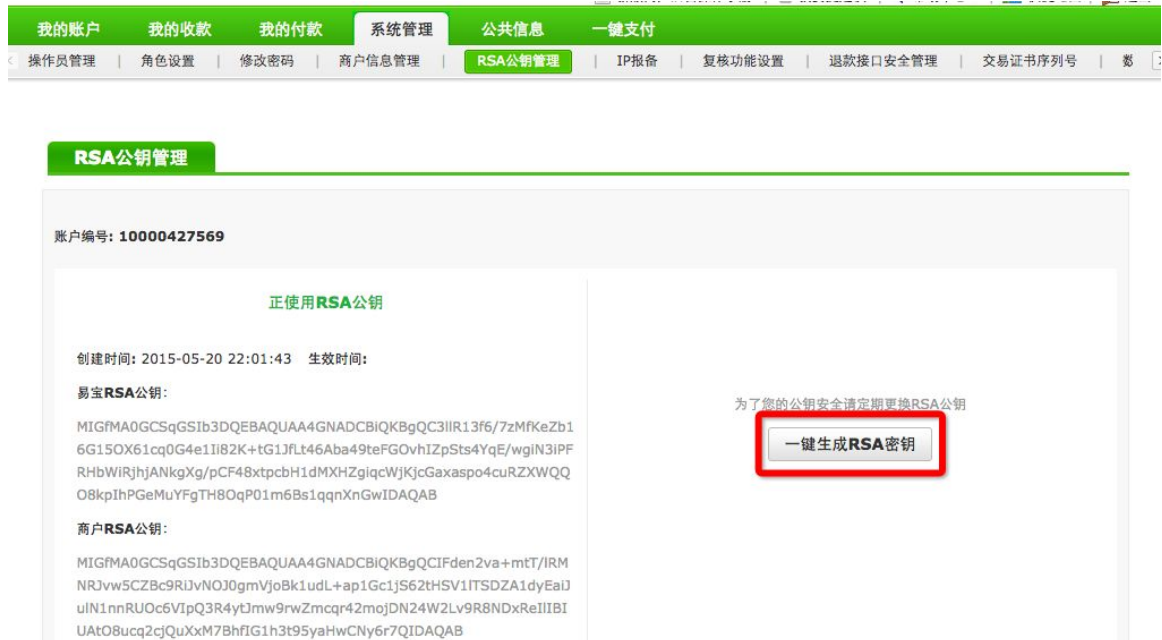 我的账户 我的收款 我的付款 系统管理 公共信息 一键支付
操作员管理 | 角色设置 | 修改密码 | 商户信息管理 | RSA公钥管理 | IP报备 | 复核功能设置 | 退款接口安全管理 | 交易证书序列号 |
RSA公钥管理
账户编号: 10000427569
正使用RSA公钥
创建时间: 2015-05-20 22:01:43 生效时间:
易宝RSA公钥:
MIGfMA0GCSqGSIb3DQEBAQUAA4GNADCBiQKBgQC3llR13f6/7zMfKeZb1
6G15OX61cq0G4e1Ii82K+tG1JfLt46Aba49teFGOvhIZpSts4YqE/wgiN3iPF
RHbWiRjhjANkgXg/pCF48xtpcbH1dMXHZgiqcWjKjcGaxaspo4cuRZXWQQ
O8kpIhPGeMuYFgTH8OqP01m6Bs1qqnXnGwIDAQAB
商户RSA公钥:
MIGfMA0GCSqGSIb3DQEBAQUAA4GNADCBiQKBgQCIFden2va+mtT/lRM
NRJvw5CZBc9RiJvNOJ0gmVjoBk1udL+ap1Gc1jS62tHSV1lTSDZA1dyEaiJ
ulN1nnRUOc6VIpQ3R4ytJmw9rwZmcqr42mojDN24W2Lv9R8NDxReIlIBI
UAtO8ucq2cjQuXxM7BhfIG1h3t95yaHwCNy6r7QIDAQAB
为了您的公钥安全请定期更换RSA公钥
一键生成RSA密钥